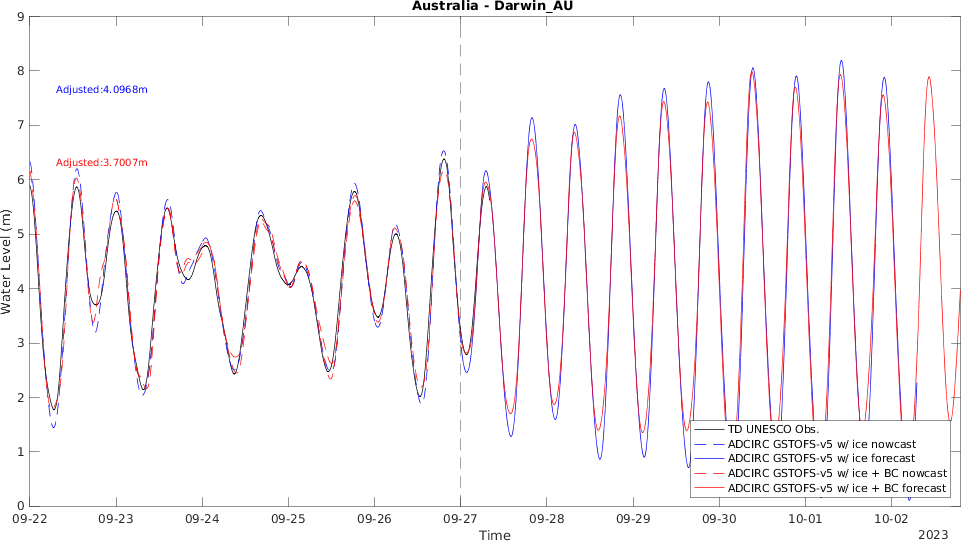 Australia - Darwin_AU
9
8
7
6
5
4
3
2
1
0
Water Level (m)
Adjusted:4.0968m
Adjusted:3.7007m
TD UNESCO Obs.
ADCIRC GSTOFS-v5 w/ ice nowcast
ADCIRC GSTOFS-v5 w/ ice forecast
ADCIRC GSTOFS-v5 w/ ice + BC nowcast
ADCIRC GSTOFS-v5 w/ ice + BC forecast
09-22 09-23 09-24 09-25 09-26 09-27 09-28 09-29 09-30 10-01 10-02
Time
2023